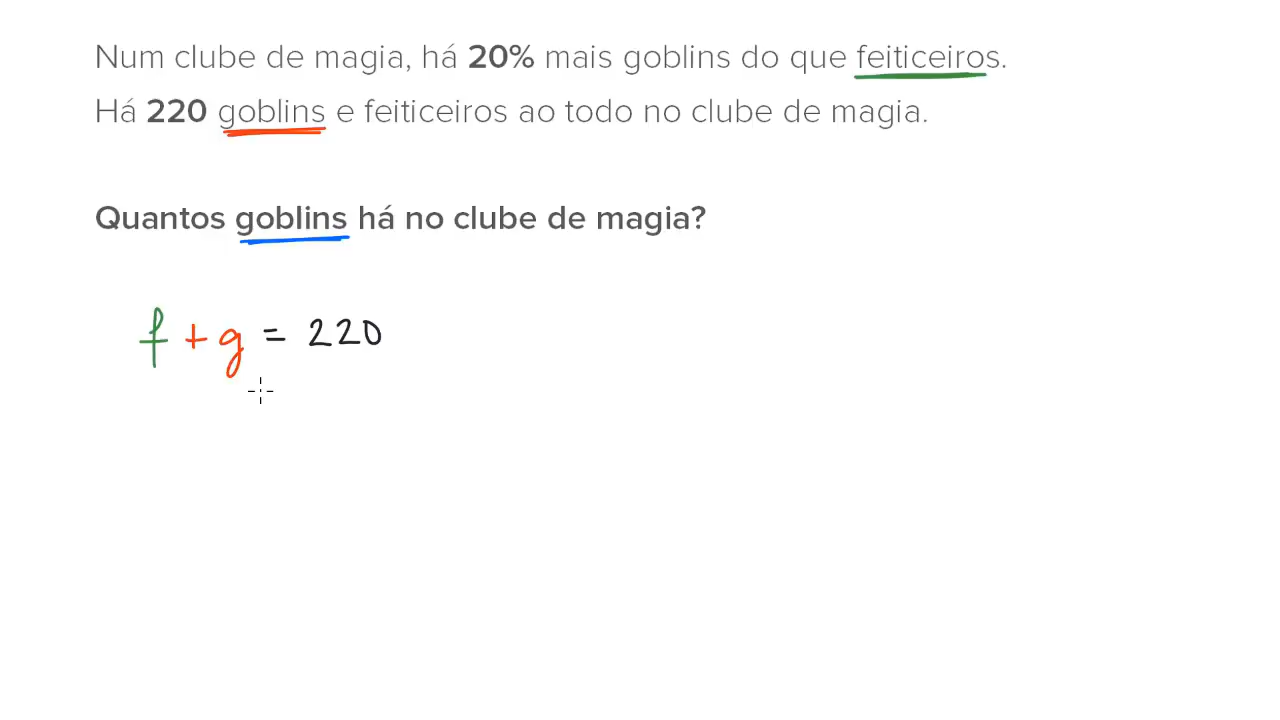 Num clube de magia, há 20% mais goblins do que feiticeiros.
Há 220 goblins e feiticeiros ao todo no clube de magia.
Quantos goblins há no clube de magia?
f + g = 220